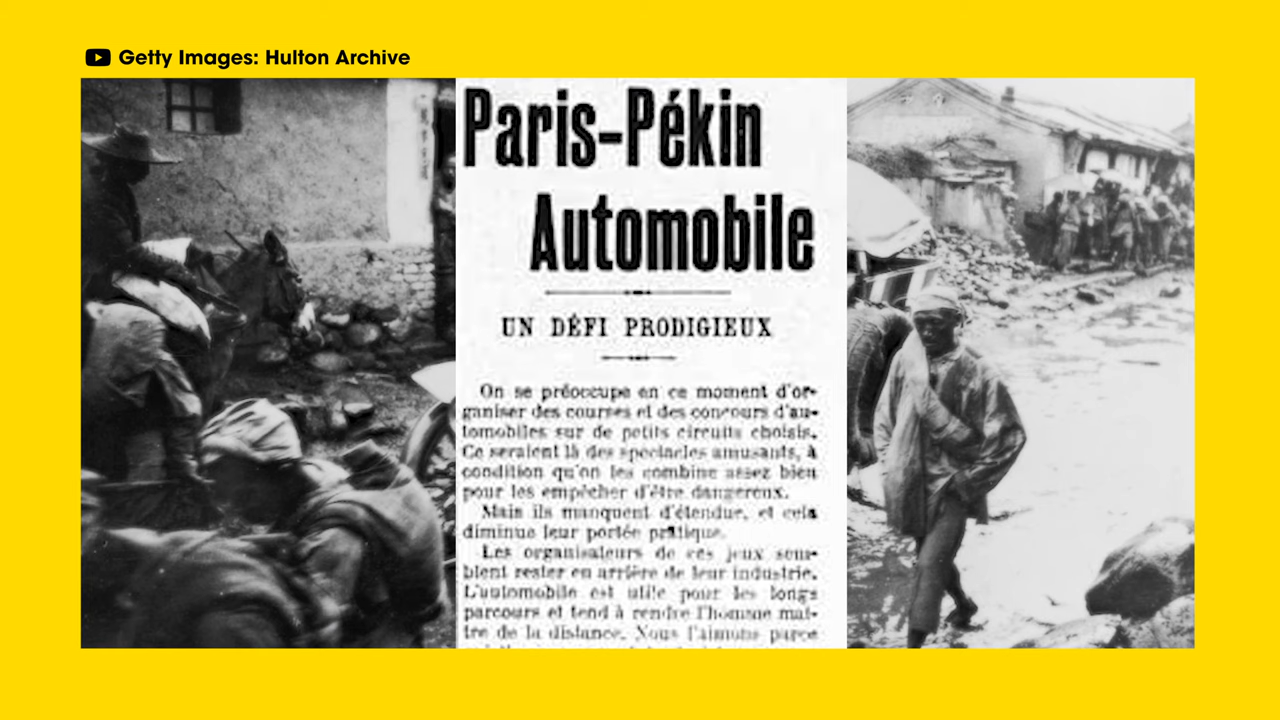 Getty Images: Hulton Archive
Paris-Pékin
Automobile
UN DÉFI PRODIGIEUX
On se préoccupe en ce moment d'or-
ganiser des courses et des concours d'au-
tomobiles sur de petits circuits choisis.
Ce seraient là des spectacles amusants, à
condition qu'on les combine assez bien
pour les empêcher d'être dangereux.
Mais ils manquent d'étendue, et cela
diminue leur portée pratique.
Les organisateurs de ces jeux sem-
blent rester en arrière de leur industrie.
L'automobile est utile pour les longs
parcours et tend à rendre l'homme maî-
tre de la distance. Nous l'aimons parce